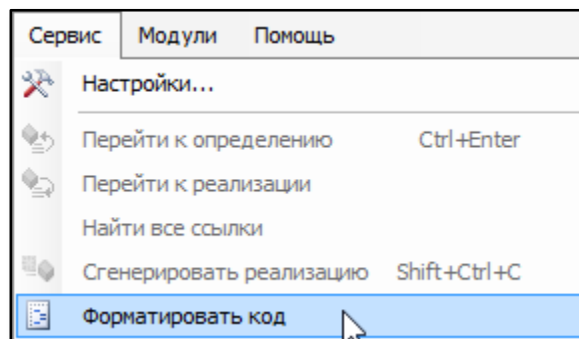 Сервис Модули Помощь
Настройки...
Перейти к определению Ctrl+Enter
Перейти к реализации
Найти все ссылки
Сгенерировать реализацию Shift+Ctrl+C
Форматировать код